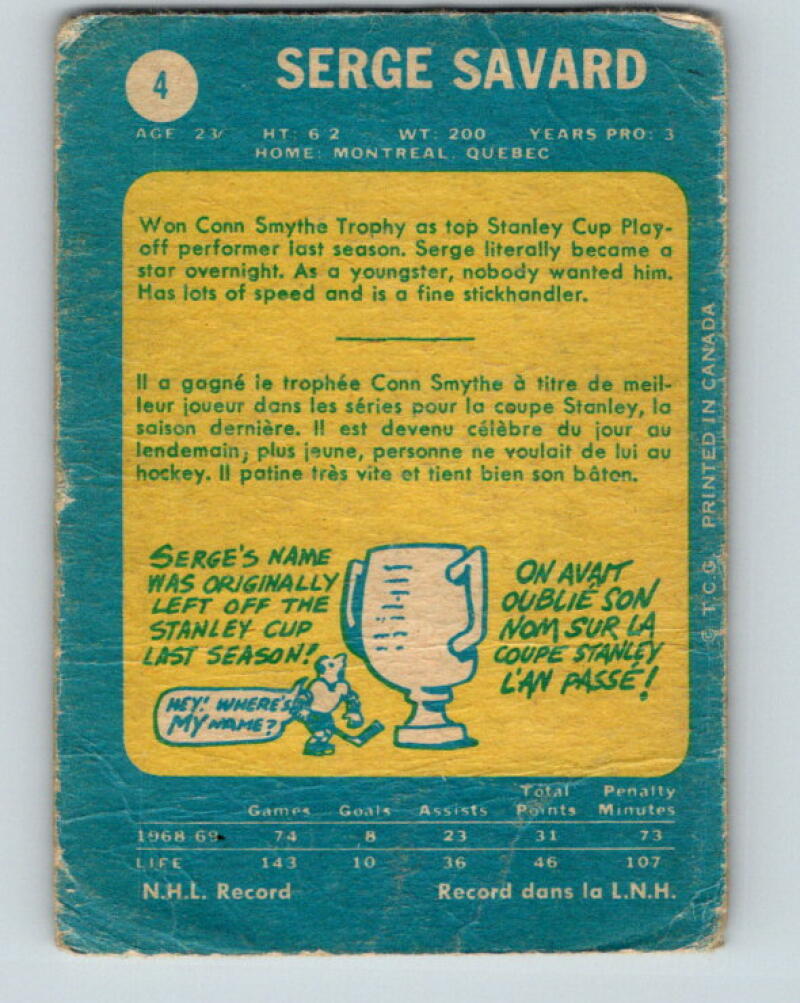 4
SERGE SAVARD
AGE 23 HT: 6 2 WT: 200 YEARS PRO: 3
HOME: MONTREAL, QUEBEC
Won Conn Smythe Trophy as top Stanley Cup Play-
off performer last season. Serge literally became a
star overnight. As a youngster, nobody wanted him.
Has lots of speed and is a fine stickhandler.
Il a gagné le trophée Conn Smythe à titre de meil-
leur joueur dans les séries pour la coupe Stanley, la
saison dernière. Il est devenu célèbre du jour au
lendemain; plus jeune, personne ne voulait de lui au
hockey. Il patine très vite et tient bien son bâton.
SERGE'S NAME
WAS ORIGINALLY
LEFT OFF THE
STANLEY CUP
LAST SEASON!
HEY! WHERE'S
MY NAME?
ON AVAIT
OUBLIÉ SON
NOM SUR LA
COUPE STANLEY
L'AN PASSÉ!
© T.C.G. PRINTED IN CANADA
Total Penalty
Games Goals Assists Points Minutes
1968-69 74 8 23 31 73
LIFE 143 10 36 46 107
N.H.L. Record Record dans la L.N.H.